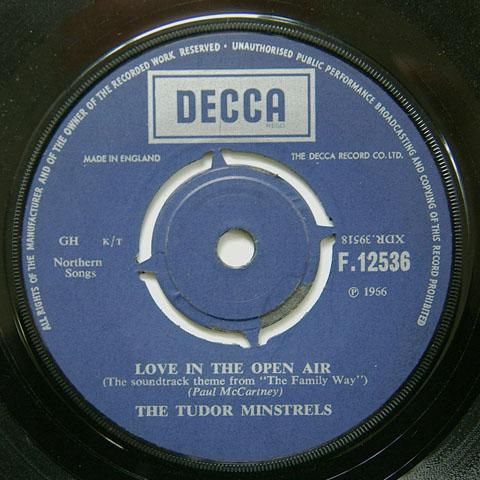 ALL RIGHTS OF THE MANUFACTURER AND OF THE OWNER OF THE RECORDED WORK RESERVED • UNAUTHORISED PUBLIC PERFORMANCE BROADCASTING AND COPYING OF THIS RECORD PROHIBITED
DECCA
REGD
MADE IN ENGLAND
THE DECCA RECORD CO. LTD.
GH K/T
XDR.39518
Northern
Songs
F.12536
Ⓟ 1966
LOVE IN THE OPEN AIR
(The soundtrack theme from "The Family Way")
(Paul McCartney)
THE TUDOR MINSTRELS